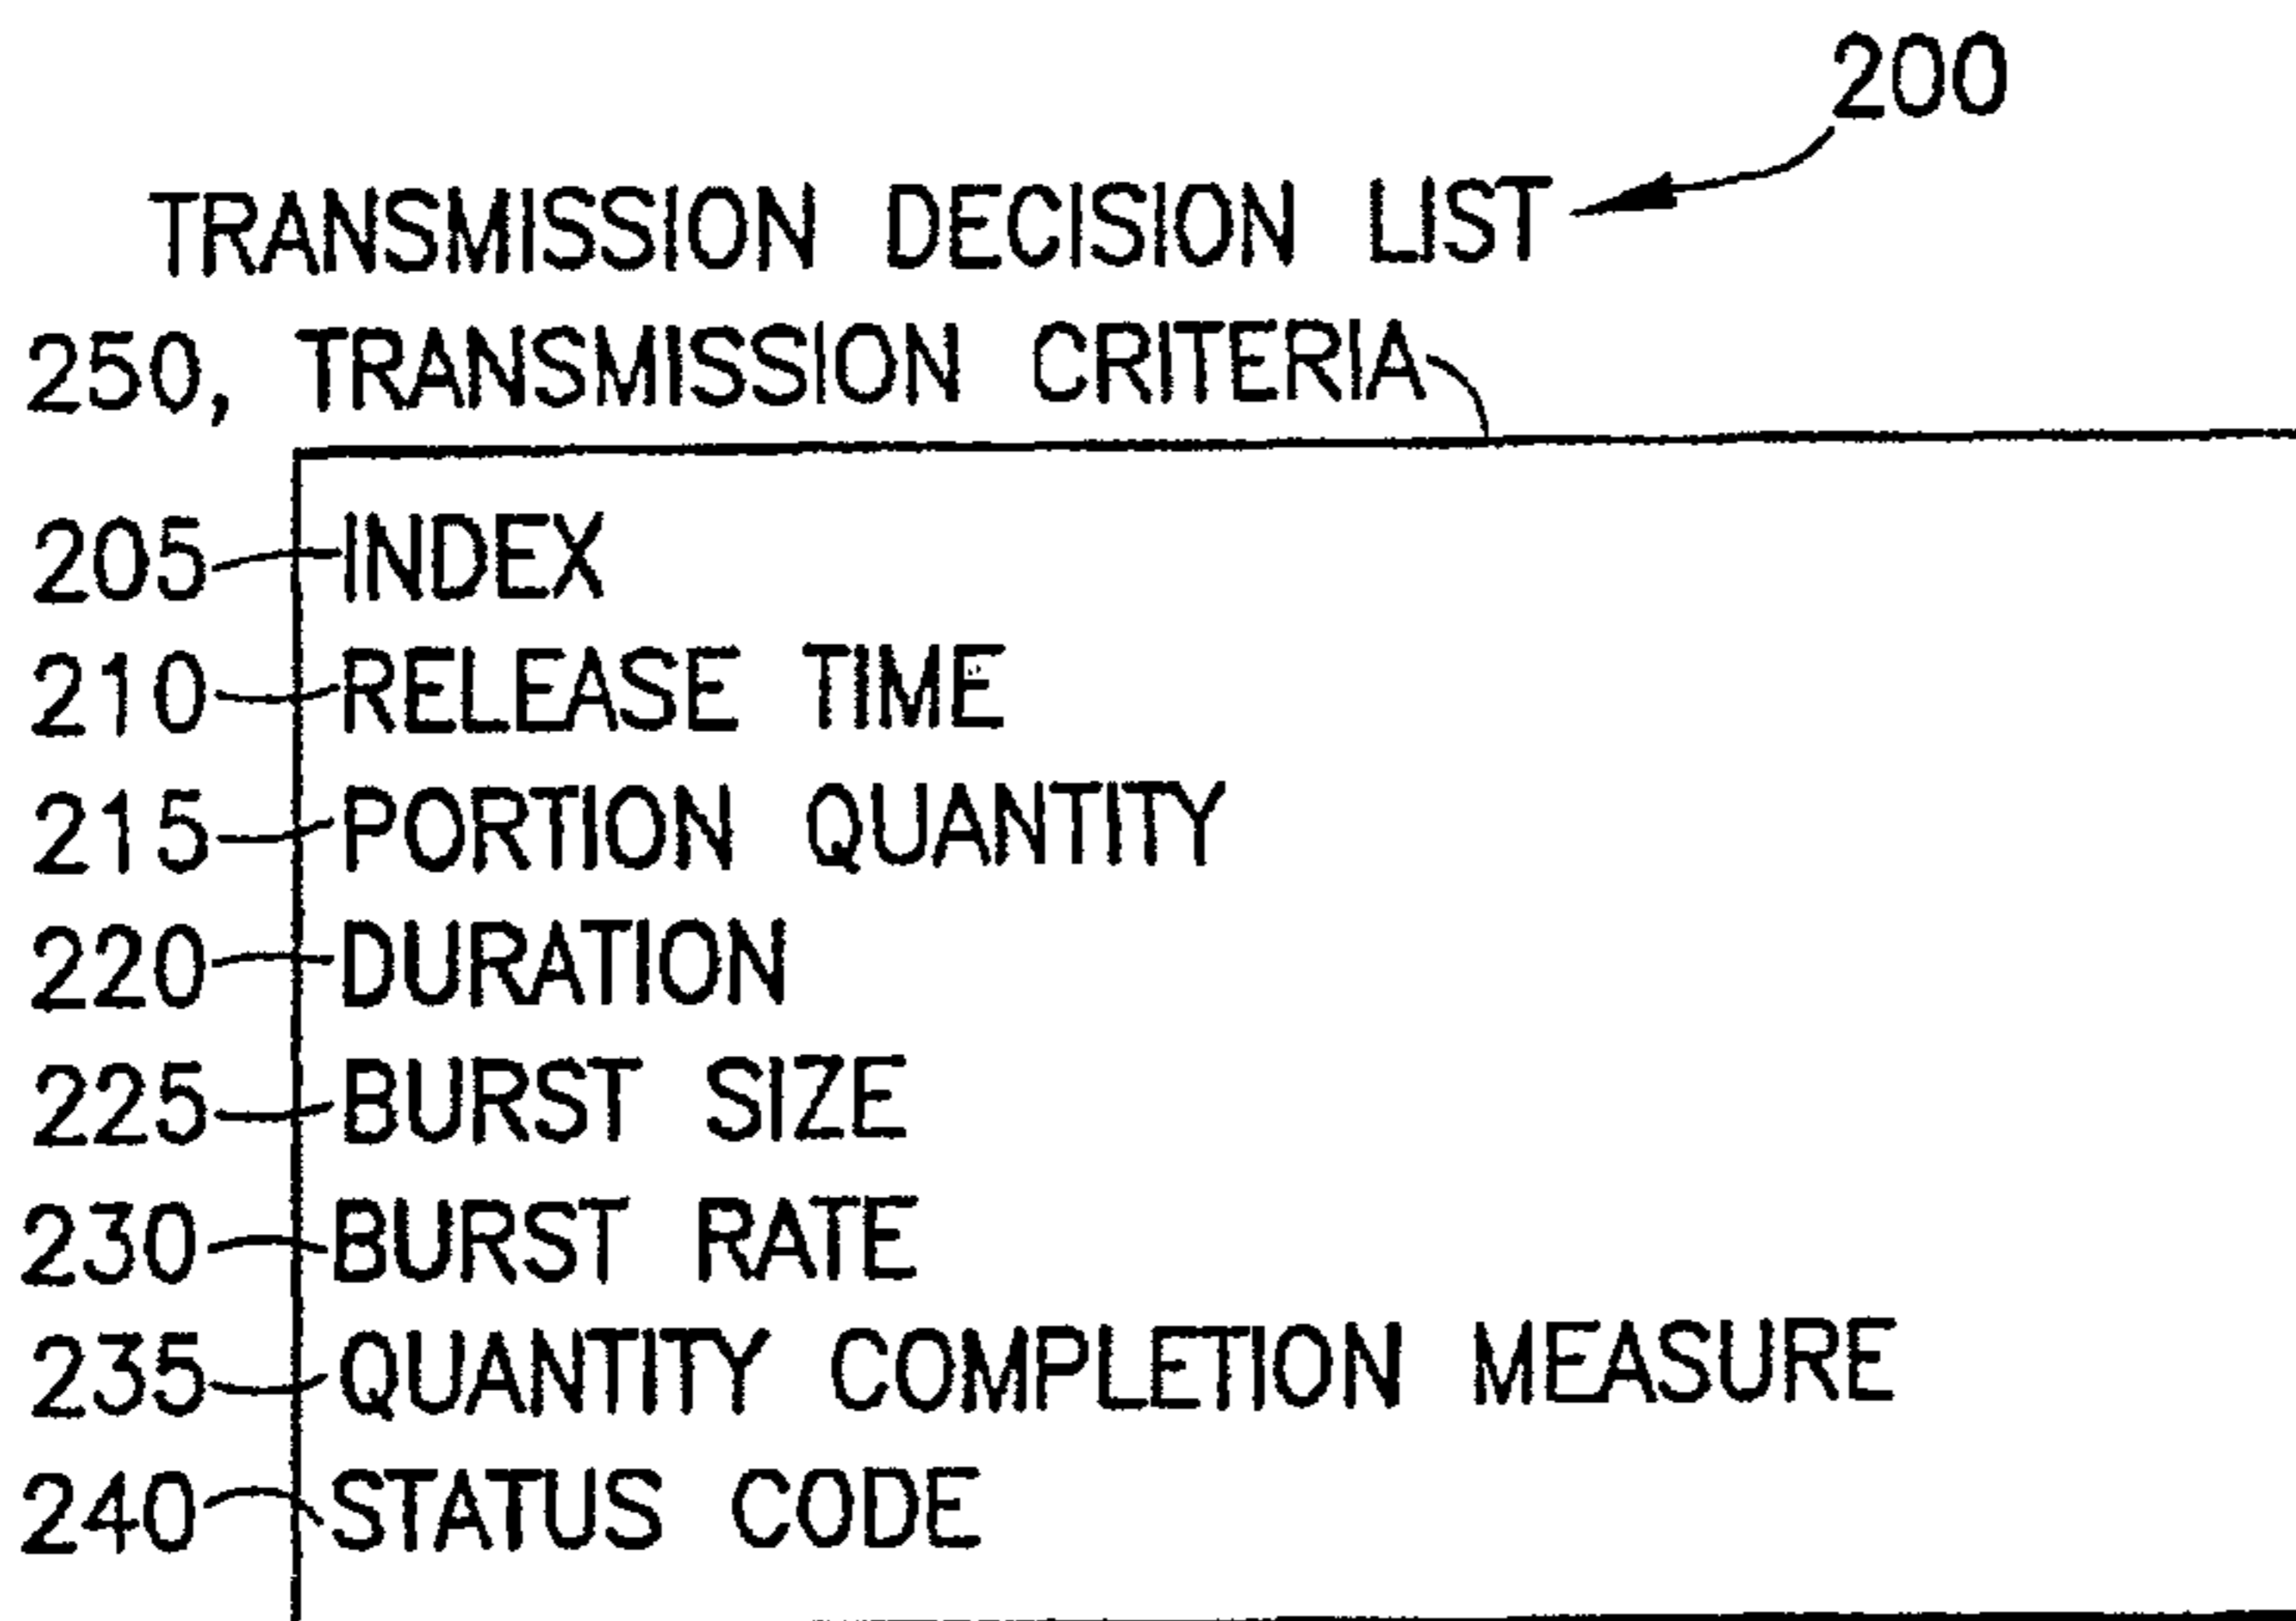 200
TRANSMISSION DECISION LIST
250, TRANSMISSION CRITERIA
205 INDEX
210 RELEASE TIME
215 PORTION QUANTITY
220 DURATION
225 BURST SIZE
230 BURST RATE
235 QUANTITY COMPLETION MEASURE
240 STATUS CODE